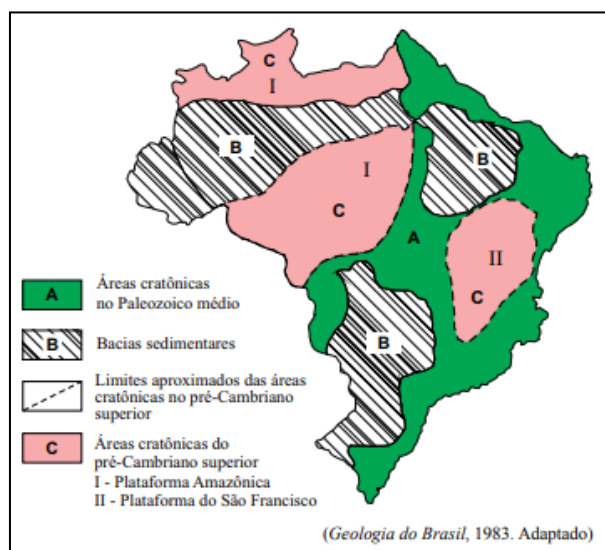 C
I
B
B
I
C
A
II
C
B
A Áreas cratônicas
no Paleozoico médio
B Bacias sedimentares
Limites aproximados das áreas
cratônicas no pré-Cambriano
superior
C Áreas cratônicas do
pré-Cambriano superior
I - Plataforma Amazônica
II - Plataforma do São Francisco
(Geologia do Brasil, 1983. Adaptado)